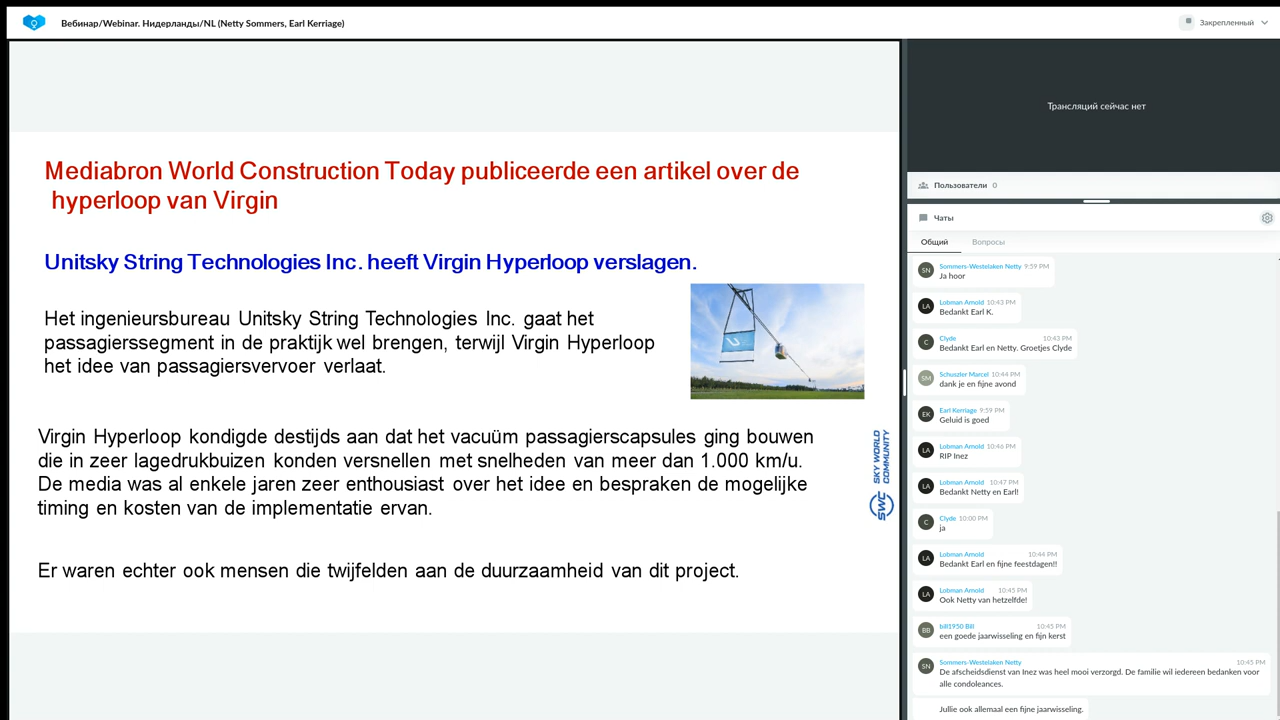 Вебинар/Webinar. Нидерланды/NL (Netty Sommers, Earl Kerriage)
Закрепленный
Mediabron World Construction Today publiceerde een artikel over de
hyperloop van Virgin
Unitsky String Technologies Inc. heeft Virgin Hyperloop verslagen.
Het ingenieursbureau Unitsky String Technologies Inc. gaat het
passagierssegment in de praktijk wel brengen, terwijl Virgin Hyperloop
het idee van passagiersvervoer verlaat.
Virgin Hyperloop kondigde destijds aan dat het vacuüm passagierscapsules ging bouwen
die in zeer lagedrukbuizen konden versnellen met snelheden van meer dan 1.000 km/u.
De media was al enkele jaren zeer enthousiast over het idee en bespraken de mogelijke
timing en kosten van de implementatie ervan.
Er waren echter ook mensen die twijfelden aan de duurzaamheid van dit project.
SWC SKY WORLD
COMMUNITY
Трансляций сейчас нет
Пользователи 0
Чаты
Общий Вопросы
SN Sommers-Westelaken Netty 9:59 PM
Ja hoor
LA Lobman Arnold 10:43 PM
Bedankt Earl K.
C Clyde 10:43 PM
Bedankt Earl en Netty. Groetjes Clyde
SM Schuszler Marcel 10:44 PM
dank je en fijne avond
EK Earl Kerriage 9:59 PM
Geluid is goed
LA Lobman Arnold 10:46 PM
RIP Inez
LA Lobman Arnold 10:47 PM
Bedankt Netty en Earl!
C Clyde 10:00 PM
ja
LA Lobman Arnold 10:44 PM
Bedankt Earl en fijne feestdagen!!
LA Lobman Arnold 10:45 PM
Ook Netty van hetzelfde!
BB bill1950 Bill 10:45 PM
een goede jaarwisseling en fijn kerst
SN Sommers-Westelaken Netty 10:45 PM
De afscheidsdienst van Inez was heel mooi verzorgd. De familie wil iedereen bedanken voor
alle condoleances.
Jullie ook allemaal een fijne jaarwisseling.